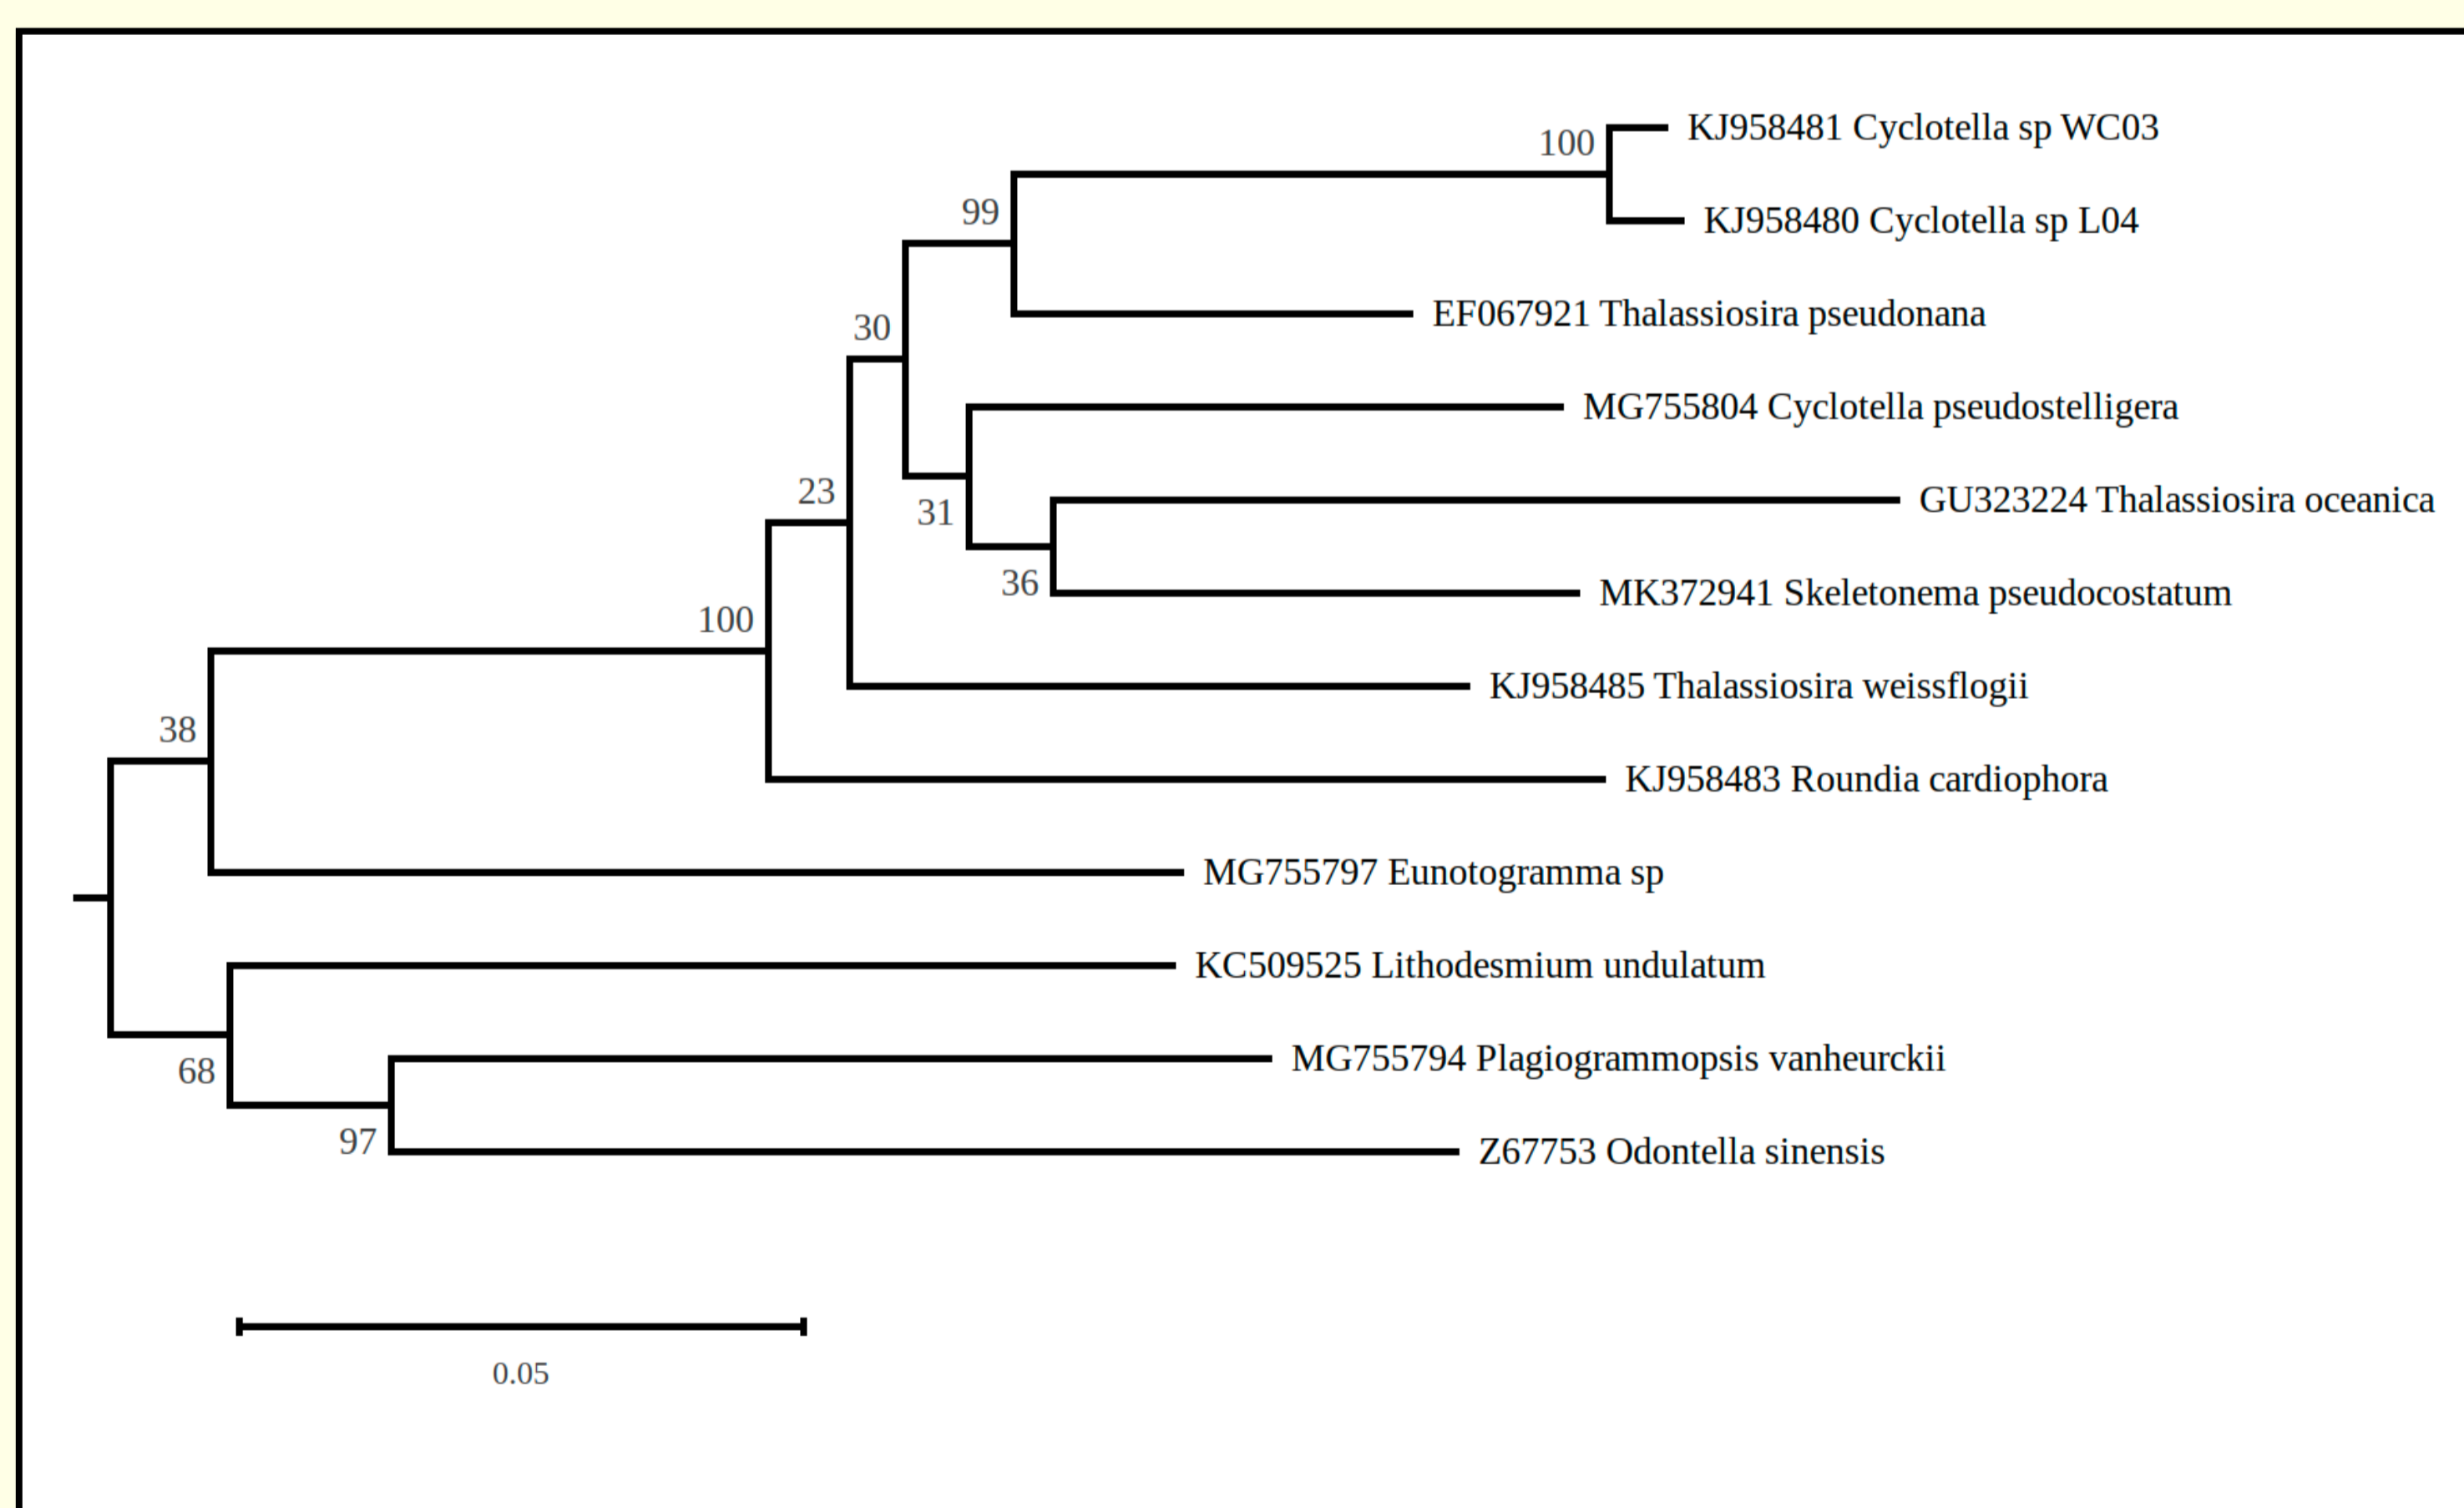 100
KJ958481 Cyclotella sp WC03
99
KJ958480 Cyclotella sp L04
30
EF067921 Thalassiosira pseudonana
MG755804 Cyclotella pseudostelligera
23
31
GU323224 Thalassiosira oceanica
36
MK372941 Skeletonema pseudocostatum
100
KJ958485 Thalassiosira weissflogii
38
KJ958483 Roundia cardiophora
MG755797 Eunotogramma sp
KC509525 Lithodesmium undulatum
68
MG755794 Plagiogrammopsis vanheurckii
97
Z67753 Odontella sinensis
0.05